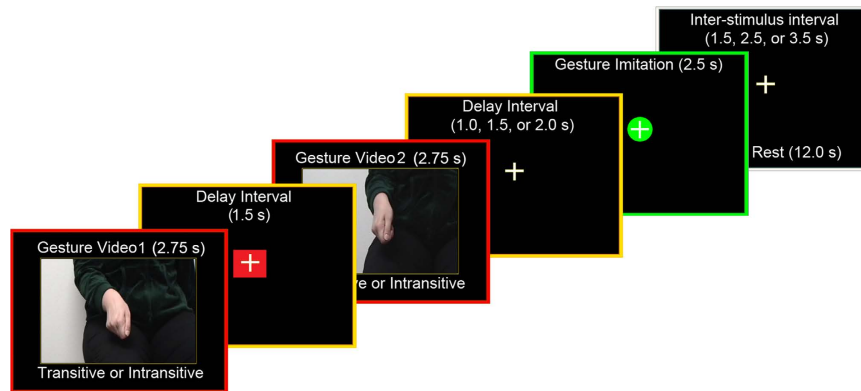 Gesture Video1 (2.75 s)
Transitive or Intransitive
Delay Interval
(1.5 s)
Gesture Video2 (2.75 s)
ve or Intransitive
Delay Interval
(1.0, 1.5, or 2.0 s)
Gesture Imitation (2.5 s)
Inter-stimulus interval
(1.5, 2.5, or 3.5 s)
Rest (12.0 s)